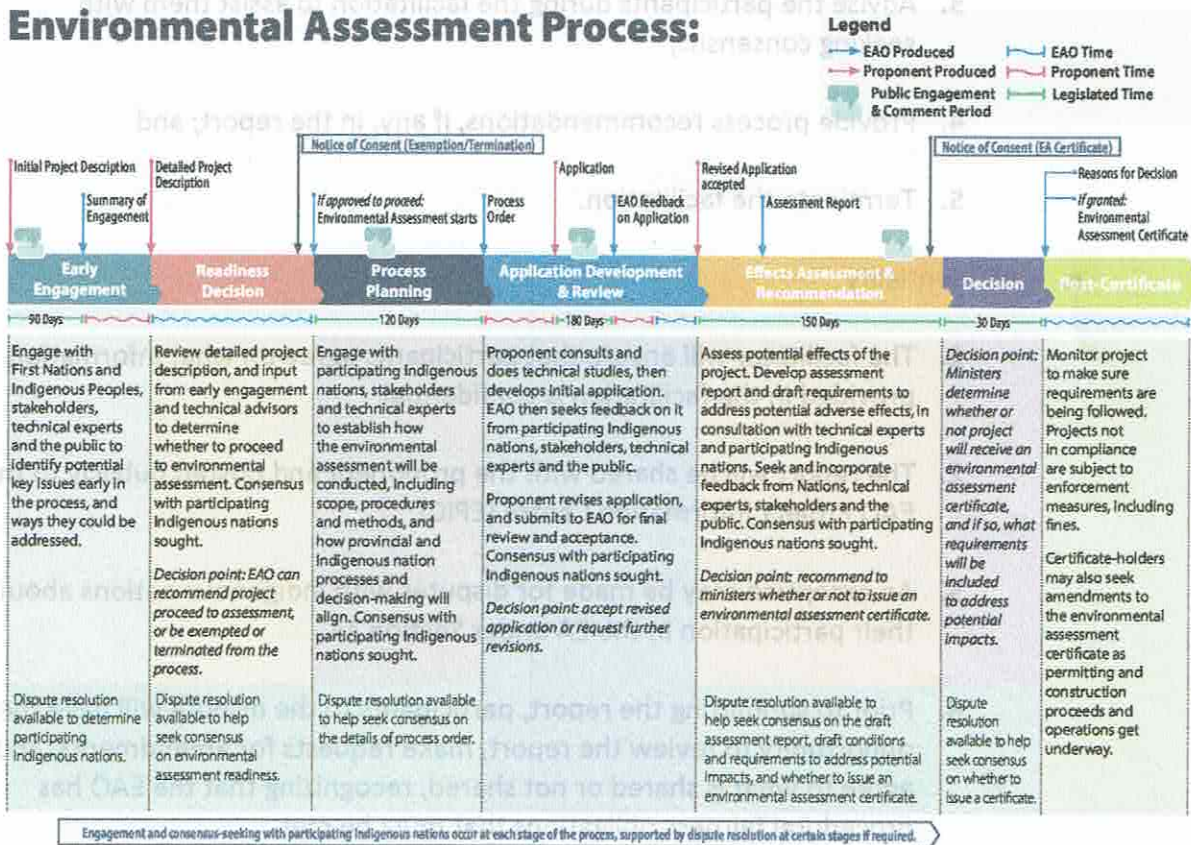 Environmental Assessment Process:
Legend
EAO Produced
EAO Time
Proponent Produced
Proponent Time
Public Engagement
& Comment Period
Legislated Time
Notice of Consent (Exemption/Termination)
Notice of Consent (EA Certificate)
Initial Project Description
Summary of
Engagement
Detailed Project
Description
If approved to proceed:
Environmental Assessment starts
Process
Order
Application
EAO feedback
on Application
Revised Application
accepted
Assessment Report
Reasons for Decision
If granted:
Environmental
Assessment Certificate
Early
Engagement
Readiness
Decision
Process
Planning
Application Development
& Review
Effects Assessment &
Recommendation
Decision
Post-Certificate
90 Days
120 Days
180 Days
150 Days
30 Days
Engage with
First Nations and
Indigenous Peoples,
stakeholders,
technical experts
and the public to
identify potential
key issues early in
the process, and
ways they could be
addressed.
Dispute resolution
available to determine
participating
Indigenous nations.
Review detailed project
description, and input
from early engagement
and technical advisors
to determine
whether to proceed
to environmental
assessment. Consensus
with participating
Indigenous nations
sought.
Decision point: EAO can
recommend project
proceed to assessment,
or be exempted or
terminated from the
process.
Dispute resolution
available to help
seek consensus
on environmental
assessment readiness.
Engage with
participating Indigenous
nations, stakeholders
and technical experts
to establish how
the environmental
assessment will be
conducted, including
scope, procedures
and methods, and
how provincial and
Indigenous nation
processes and
decision-making will
align. Consensus with
participating Indigenous
nations sought.
Dispute resolution available
to help seek consensus on
the details of process order.
Proponent consults and
does technical studies, then
develops initial application.
EAO then seeks feedback on it
from participating Indigenous
nations, stakeholders, technical
experts and the public.
Proponent revises application,
and submits to EAO for final
review and acceptance.
Consensus with participating
Indigenous nations sought.
Decision point: accept revised
application or request further
revisions.
Assess potential effects of the
project. Develop assessment
report and draft requirements to
address potential adverse effects, in
consultation with technical experts
and participating Indigenous
nations. Seek and incorporate
feedback from Nations, technical
experts, stakeholders and the
public. Consensus with participating
Indigenous nations sought.
Decision point: recommend to
ministers whether or not to issue an
environmental assessment certificate.
Dispute resolution available to
help seek consensus on the draft
assessment report, draft conditions
and requirements to address potential
impacts, and whether to issue an
environmental assessment certificate.
Decision point:
Ministers
determine
whether or
not project
will receive an
environmental
assessment
certificate,
and if so, what
requirements
will be
included
to address
potential
impacts.
Dispute
resolution
available to help
seek consensus
on whether to
issue a certificate.
Monitor project
to make sure
requirements are
being followed.
Projects not
in compliance
are subject to
enforcement
measures, including
fines.
Certificate-holders
may also seek
amendments to
the environmental
assessment
certificate as
permitting and
construction
proceeds and
operations get
underway.
Engagement and consensus-seeking with participating Indigenous nations occur at each stage of the process, supported by dispute resolution at certain stages if required.